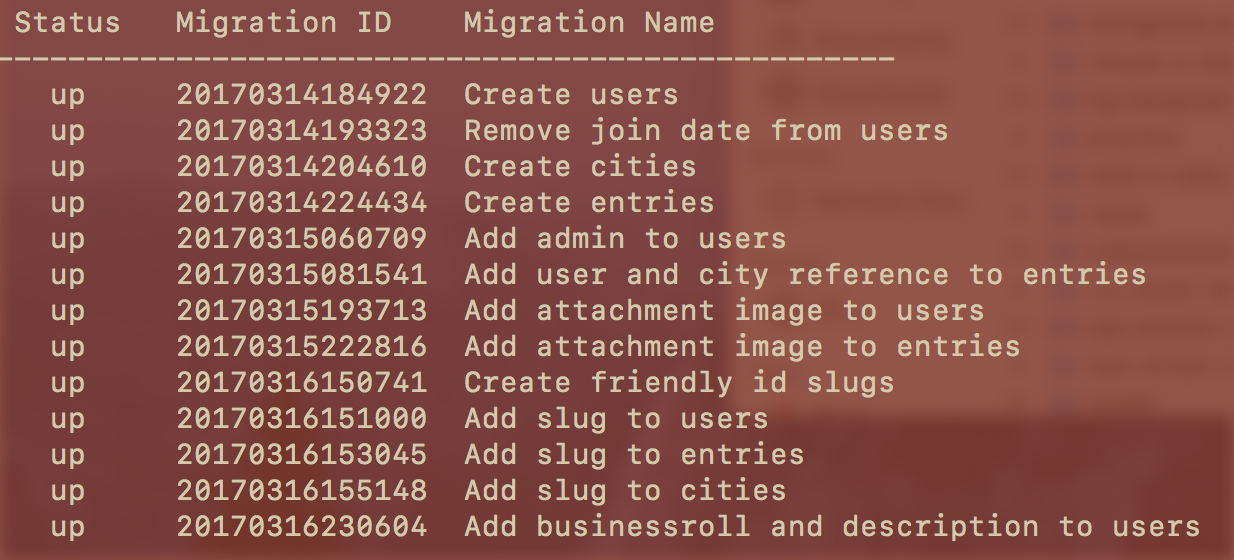 Status Migration ID Migration Name
--------------------------------------------------
up 20170314184922 Create users
up 20170314193323 Remove join date from users
up 20170314204610 Create cities
up 20170314224434 Create entries
up 20170315060709 Add admin to users
up 20170315081541 Add user and city reference to entries
up 20170315193713 Add attachment image to users
up 20170315222816 Add attachment image to entries
up 20170316150741 Create friendly id slugs
up 20170316151000 Add slug to users
up 20170316153045 Add slug to entries
up 20170316155148 Add slug to cities
up 20170316230604 Add businessroll and description to users